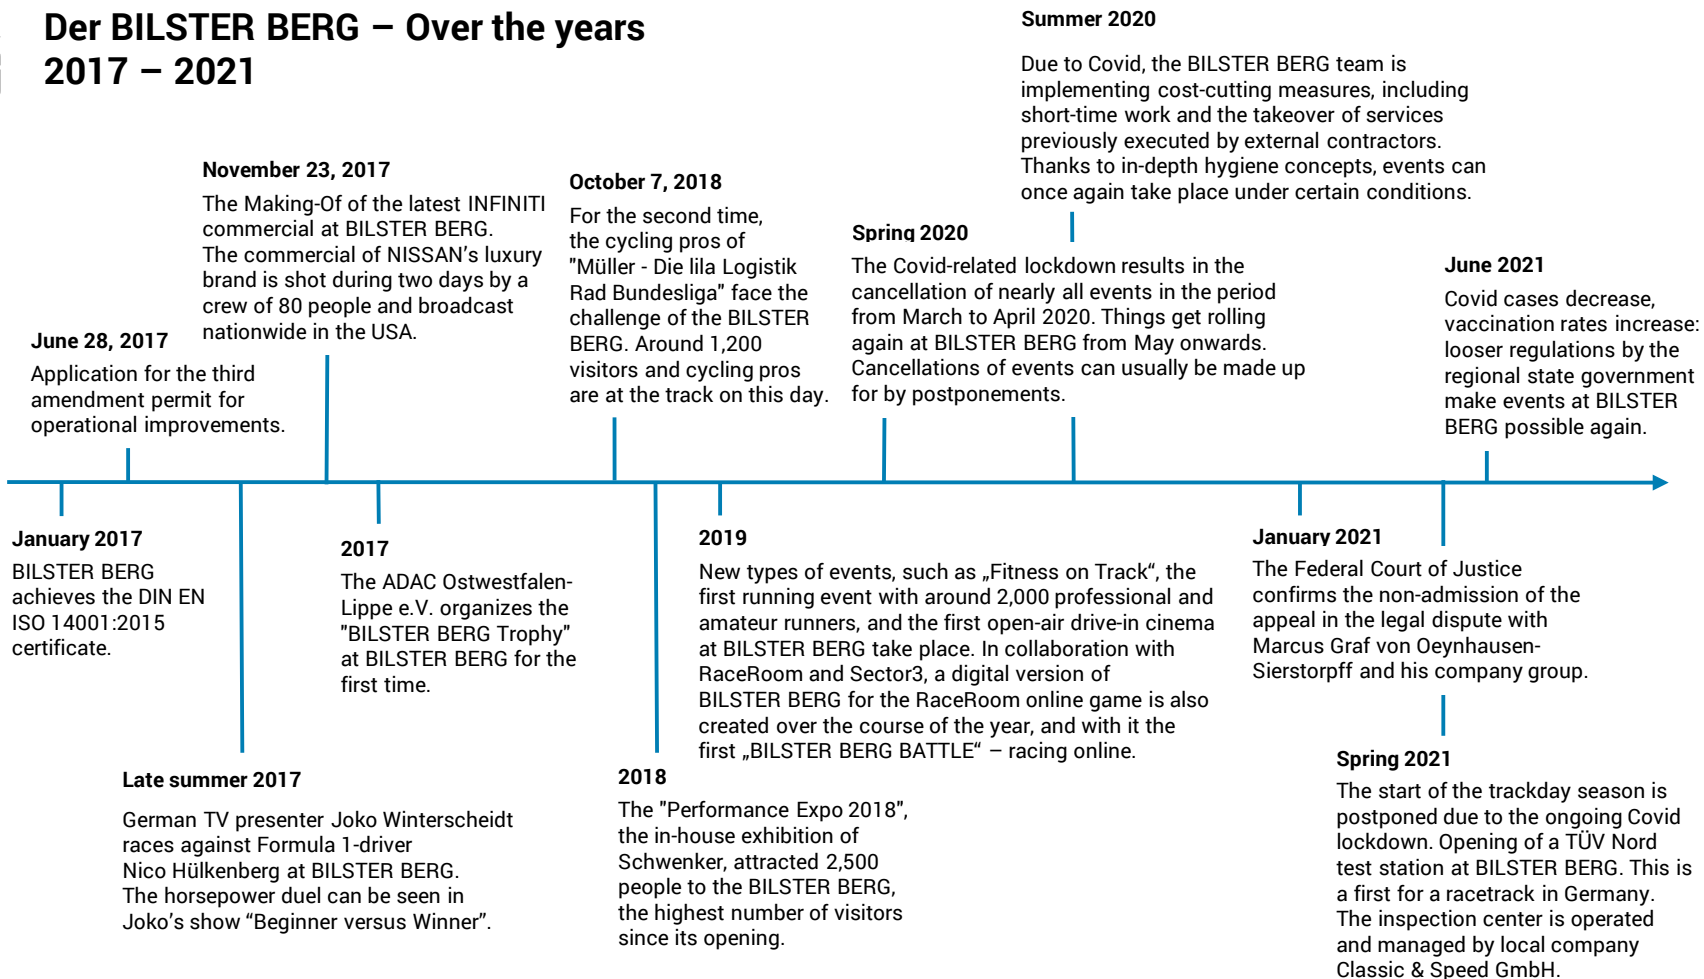 Der BILSTER BERG – Over the years
2017 – 2021
Summer 2020
Due to Covid, the BILSTER BERG team is
implementing cost-cutting measures, including
short-time work and the takeover of services
previously executed by external contractors.
Thanks to in-depth hygiene concepts, events can
once again take place under certain conditions.
November 23, 2017
The Making-Of of the latest INFINITI
commercial at BILSTER BERG.
The commercial of NISSAN’s luxury
brand is shot during two days by a
crew of 80 people and broadcast
nationwide in the USA.
October 7, 2018
For the second time,
the cycling pros of
"Müller - Die lila Logistik
Rad Bundesliga" face the
challenge of the BILSTER
BERG. Around 1,200
visitors and cycling pros
are at the track on this day.
Spring 2020
The Covid-related lockdown results in the
cancellation of nearly all events in the period
from March to April 2020. Things get rolling
again at BILSTER BERG from May onwards.
Cancellations of events can usually be made up
for by postponements.
June 2021
Covid cases decrease,
vaccination rates increase:
looser regulations by the
regional state government
make events at BILSTER
BERG possible again.
June 28, 2017
Application for the third
amendment permit for
operational improvements.
January 2017
BILSTER BERG
achieves the DIN EN
ISO 14001:2015
certificate.
2017
The ADAC Ostwestfalen-
Lippe e.V. organizes the
"BILSTER BERG Trophy"
at BILSTER BERG for the
first time.
2019
New types of events, such as „Fitness on Track“, the
first running event with around 2,000 professional and
amateur runners, and the first open-air drive-in cinema
at BILSTER BERG take place. In collaboration with
RaceRoom and Sector3, a digital version of
BILSTER BERG for the RaceRoom online game is also
created over the course of the year, and with it the
first „BILSTER BERG BATTLE“ – racing online.
January 2021
The Federal Court of Justice
confirms the non-admission of the
appeal in the legal dispute with
Marcus Graf von Oeynhausen-
Sierstorpff and his company group.
Late summer 2017
German TV presenter Joko Winterscheidt
races against Formula 1-driver
Nico Hülkenberg at BILSTER BERG.
The horsepower duel can be seen in
Joko’s show “Beginner versus Winner”.
2018
The "Performance Expo 2018",
the in-house exhibition of
Schwenker, attracted 2,500
people to the BILSTER BERG,
the highest number of visitors
since its opening.
Spring 2021
The start of the trackday season is
postponed due to the ongoing Covid
lockdown. Opening of a TÜV Nord
test station at BILSTER BERG. This is
a first for a racetrack in Germany.
The inspection center is operated
and managed by local company
Classic & Speed GmbH.